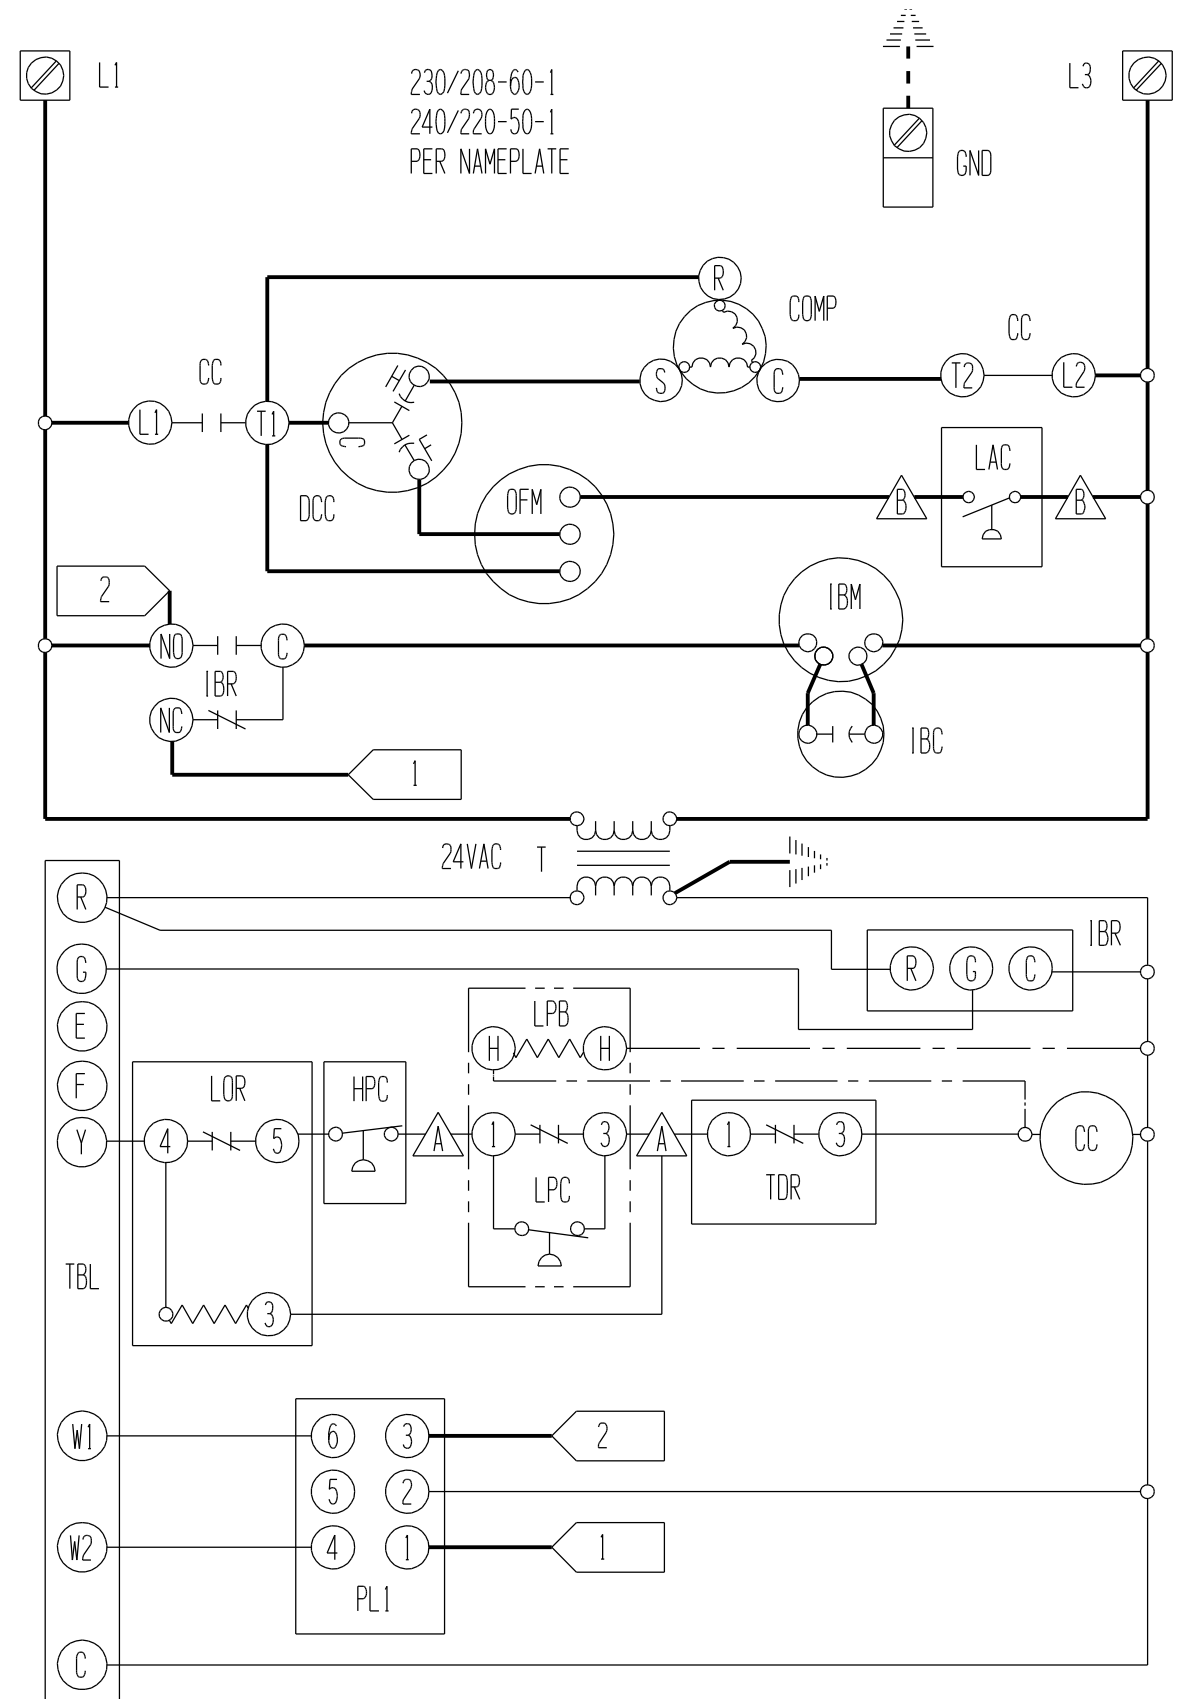 L1
230/208-60-1
240/220-50-1
PER NAMEPLATE
GND
L3
R
COMP
CC
CC
S
C
T2
L2
L1
T1
H
C
F
DCC
LAC
OFM
B
B
2
IBM
NO
C
IBR
NC
IBC
1
24VAC T
R
IBR
G
R
G
C
E
LPB
H
H
F
LOR
HPC
Y
4
5
A
1
3
A
1
3
CC
LPC
TDR
TBL
3
W1
6
3
2
5
2
W2
4
1
1
PL1
C